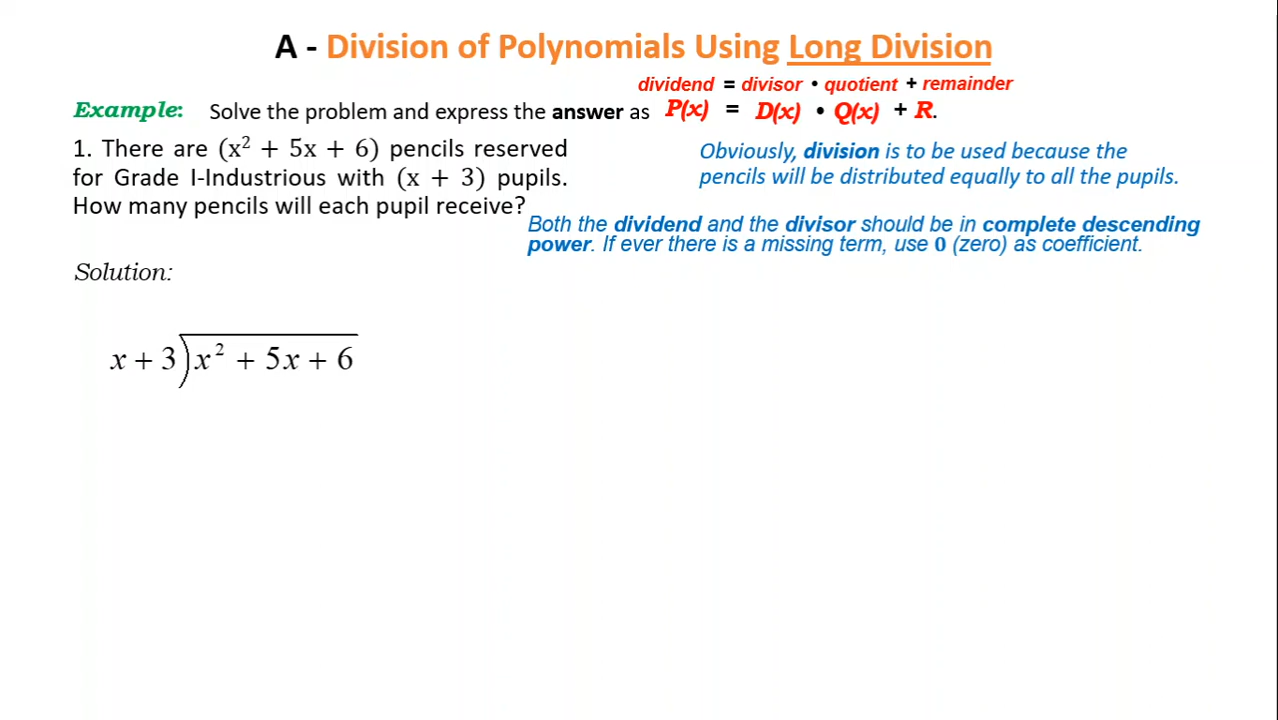 A - Division of Polynomials Using Long Division
dividend = divisor • quotient + remainder
Example: Solve the problem and express the answer as P(x) = D(x) • Q(x) + R.
1. There are (x² + 5x + 6) pencils reserved
for Grade I-Industrious with (x + 3) pupils.
How many pencils will each pupil receive?
Obviously, division is to be used because the
pencils will be distributed equally to all the pupils.
Both the dividend and the divisor should be in complete descending
power. If ever there is a missing term, use 0 (zero) as coefficient.
Solution:
x + 3)x² + 5x + 6